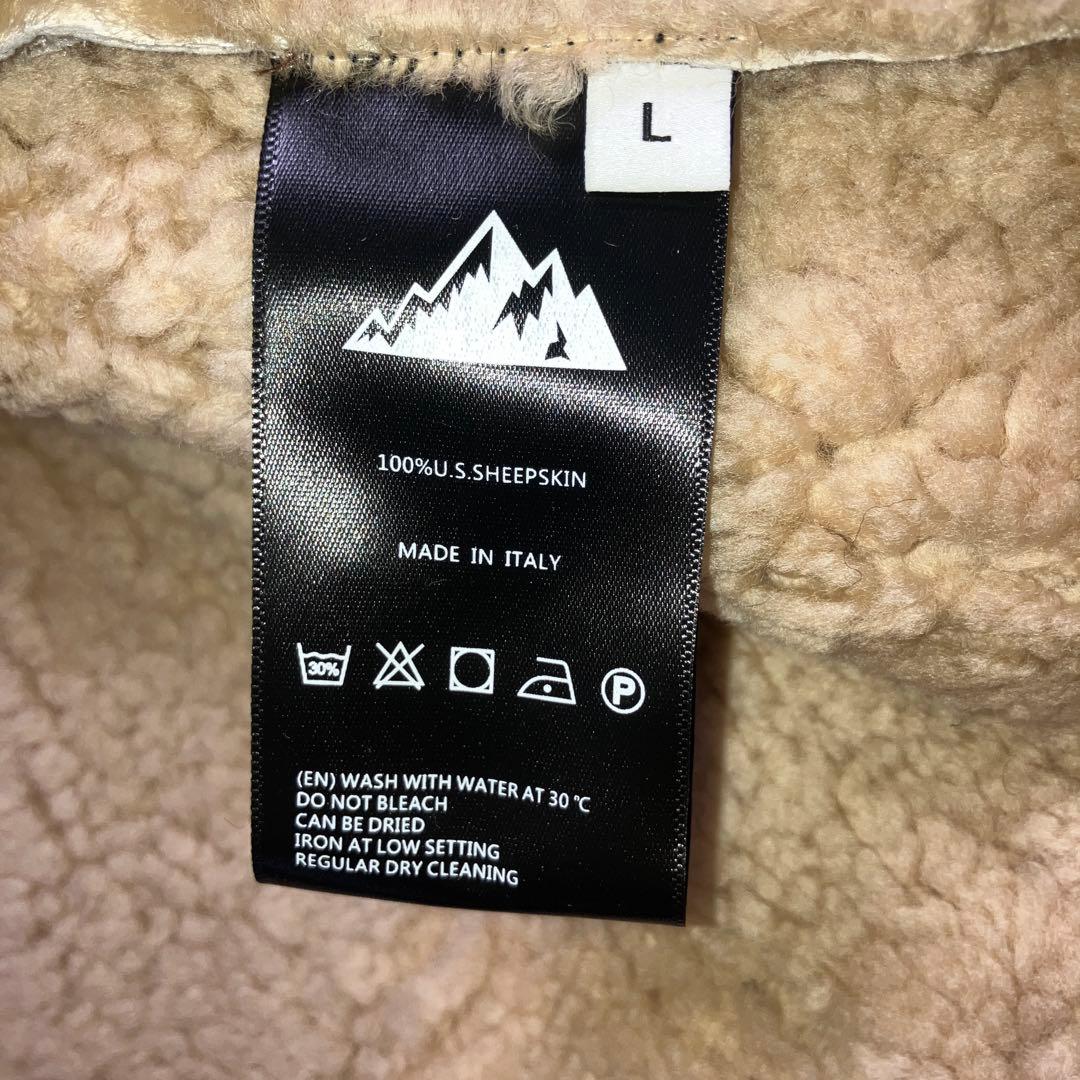 L
100%U.S.SHEEPSKIN
MADE IN ITALY
30% P
(EN) WASH WITH WATER AT 30 ℃
DO NOT BLEACH
CAN BE DRIED
IRON AT LOW SETTING
REGULAR DRY CLEANING